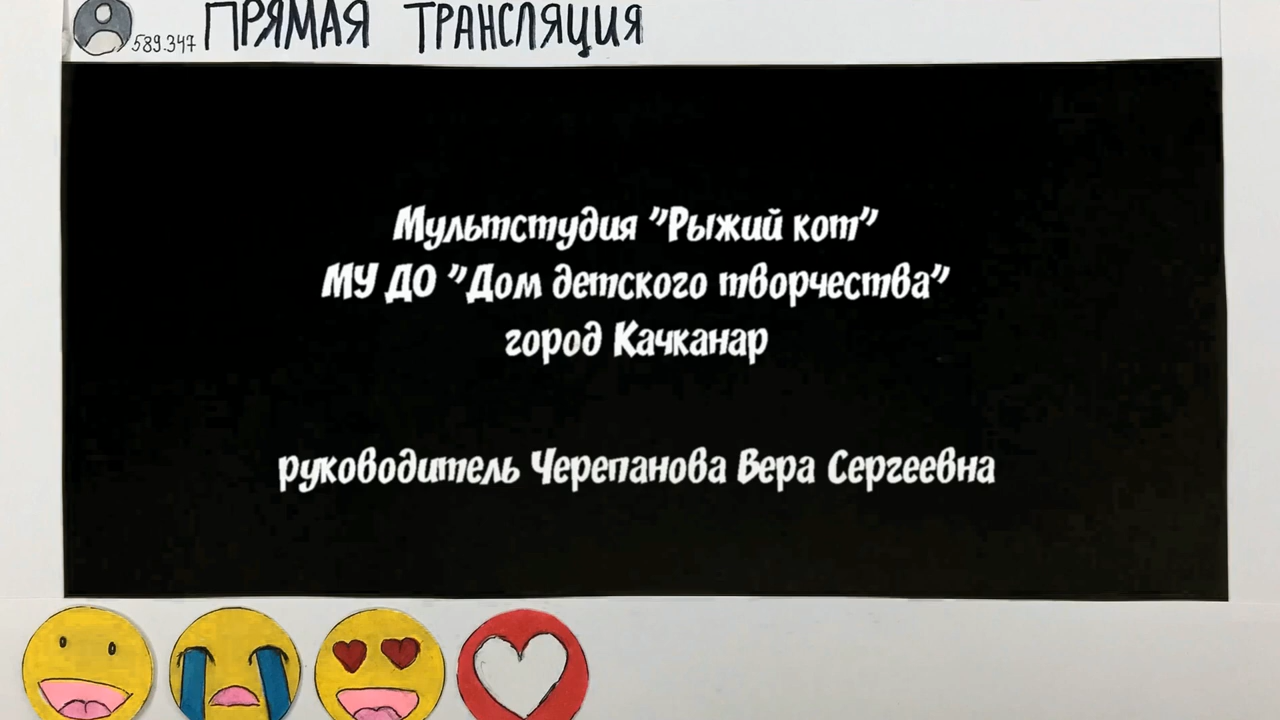 589.347 ПРЯМАЯ ТРАНСЛЯЦИЯ
Мультстудия "Рыжий кот"
МУ ДО "Дом детского творчества"
город Качканар
руководитель Черепанова Вера Сергеевна